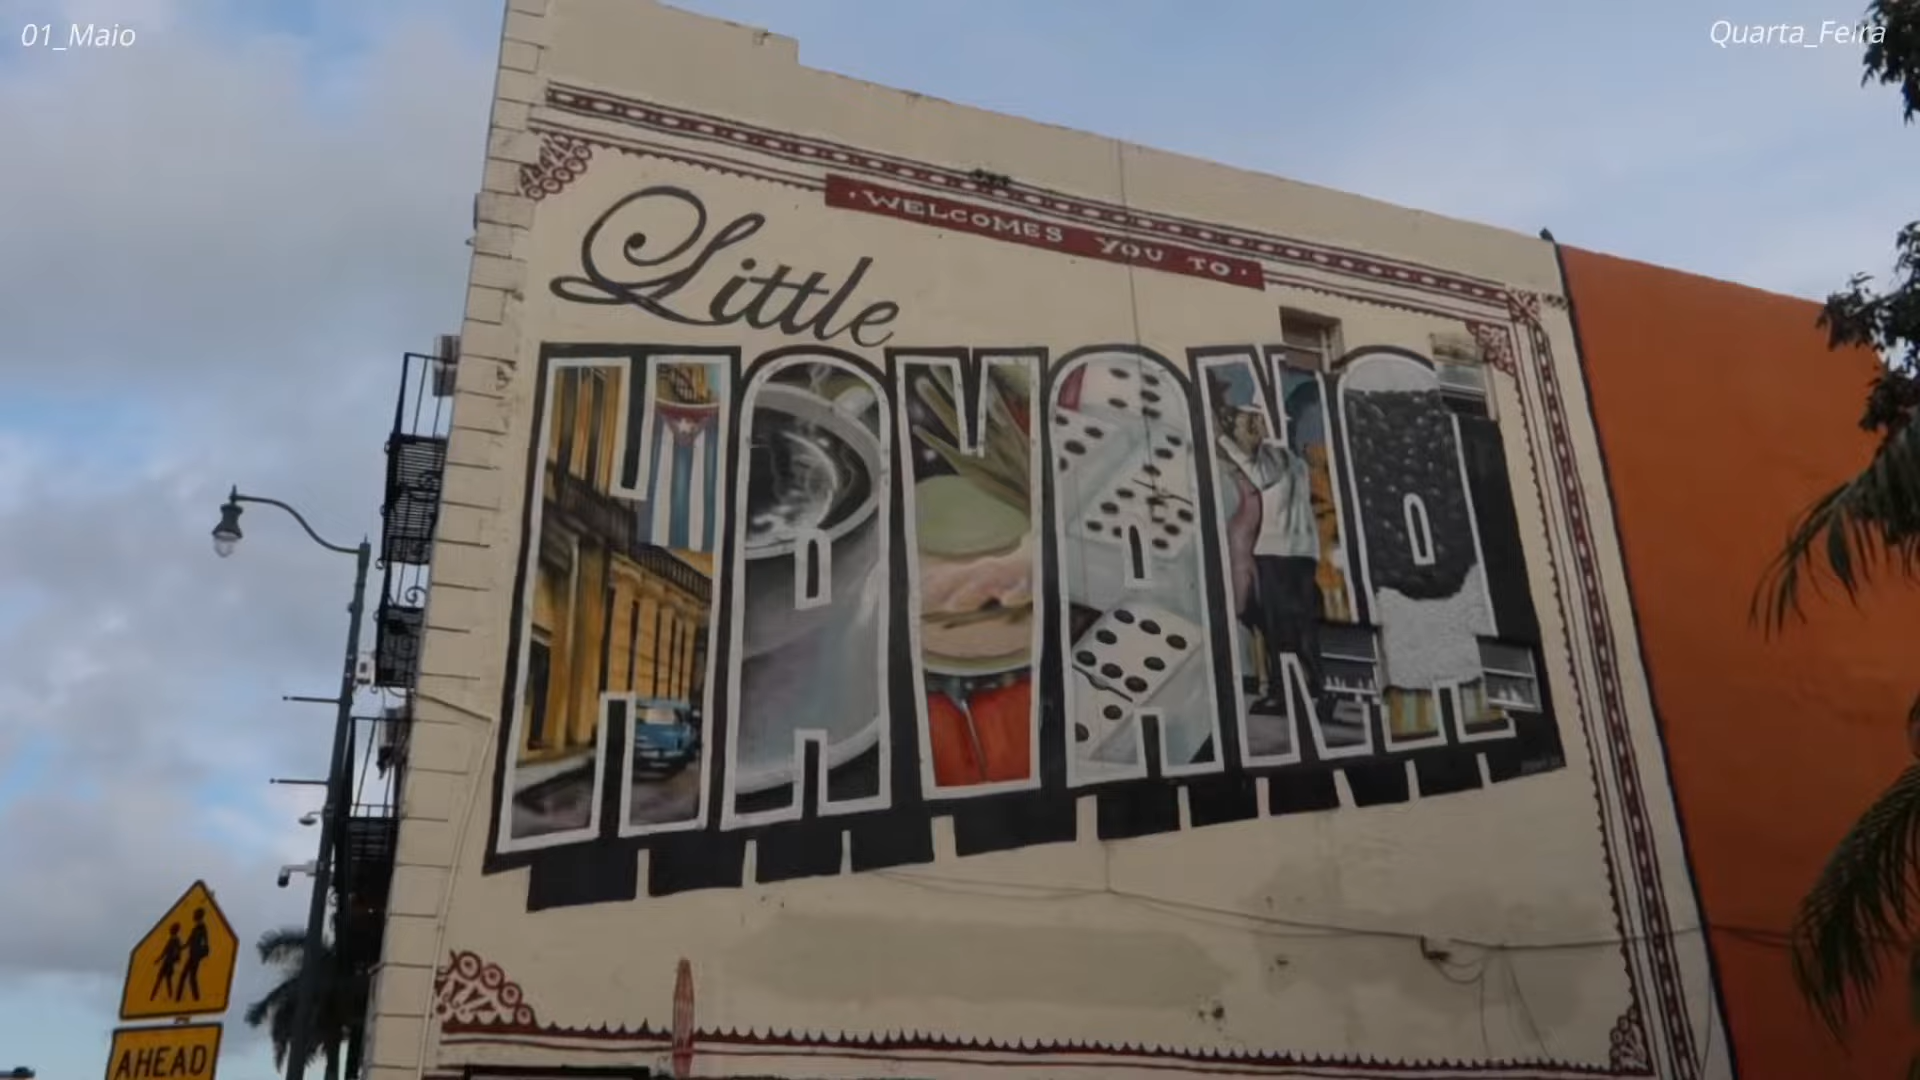 01_Maio
Quarta_Feira
·WELCOMES YOU TO·
Little
HAVANA
AHEAD